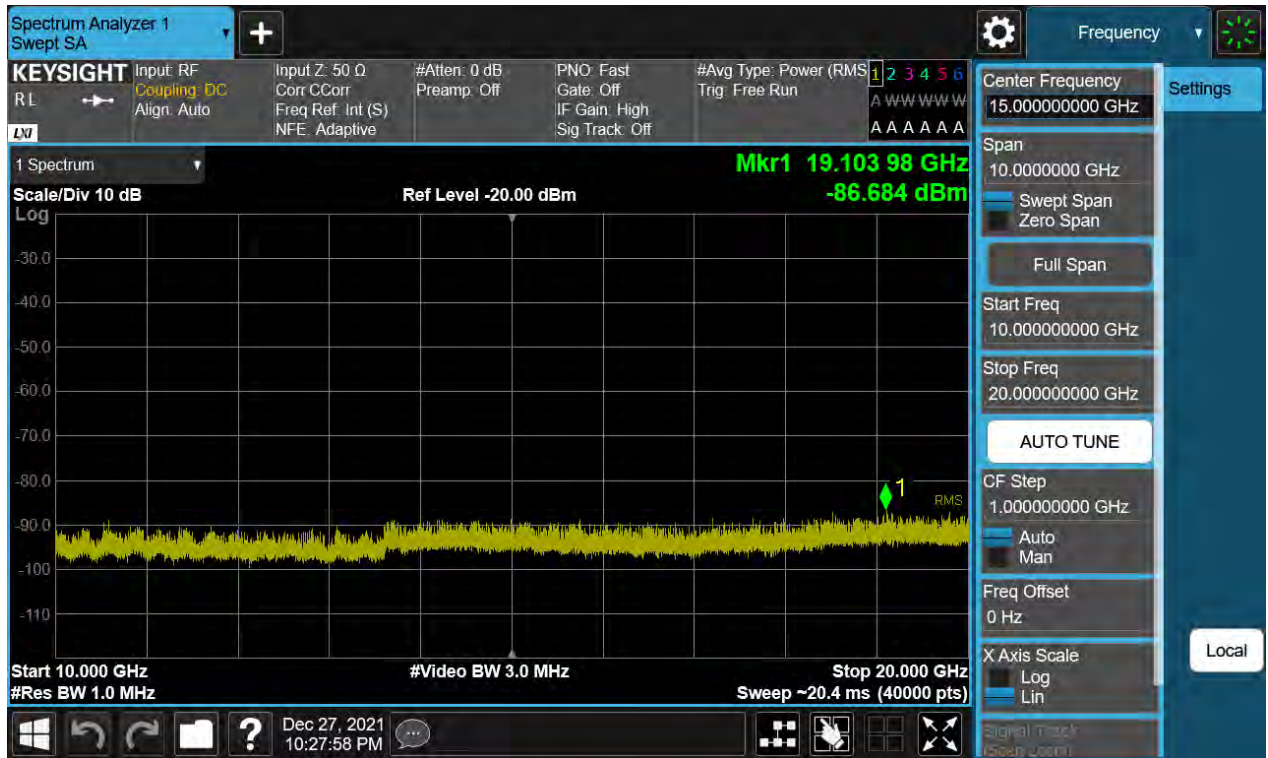 Spectrum Analyzer 1
Swept SA
+
Frequency
KEYSIGHT
RL
LXI
Input: RF
Coupling: DC
Align: Auto
Input Z: 50 Ω
Corr CCorr
Freq Ref: Int (S)
NFE: Adaptive
#Atten: 0 dB
Preamp: Off
PNO: Fast
Gate: Off
IF Gain: High
Sig Track: Off
#Avg Type: Power (RMS
Trig: Free Run
1 2 3 4 5 6
A W W W W W
A A A A A A
1 Spectrum
Scale/Div 10 dB
Ref Level -20.00 dBm
Mkr1 19.103 98 GHz
-86.684 dBm
Log
-30.0
-40.0
-50.0
-60.0
-70.0
-80.0
-90.0
-100
-110
1
RMS
Start 10.000 GHz
#Video BW 3.0 MHz
Stop 20.000 GHz
#Res BW 1.0 MHz
Sweep ~20.4 ms (40000 pts)
?
Dec 27, 2021
10:27:58 PM
Center Frequency
15.000000000 GHz
Settings
Span
10.0000000 GHz
Swept Span
Zero Span
Full Span
Start Freq
10.000000000 GHz
Stop Freq
20.000000000 GHz
AUTO TUNE
CF Step
1.000000000 GHz
Auto
Man
Freq Offset
0 Hz
X Axis Scale
Log
Lin
Local
Signal Track
(Span Zoom)